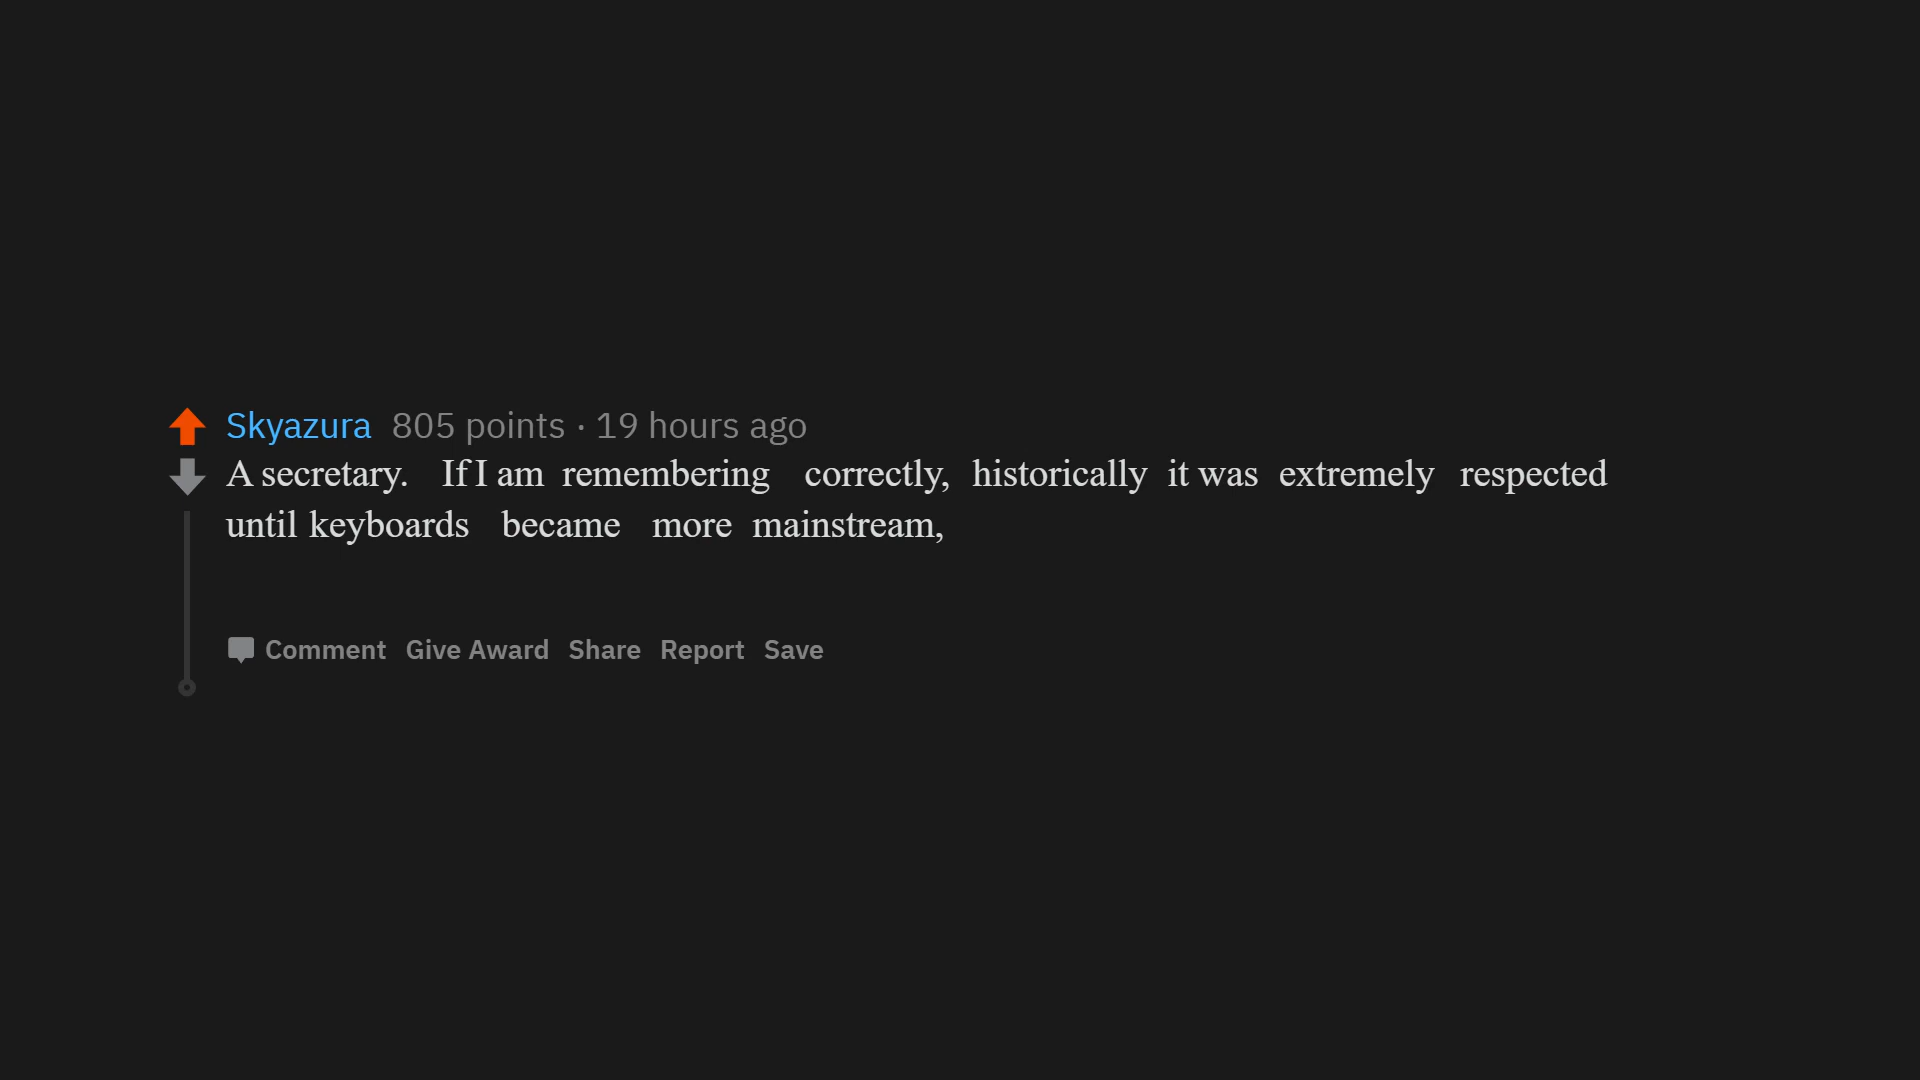 Skyazura 805 points · 19 hours ago
A secretary. If I am remembering correctly, historically it was extremely respected
until keyboards became more mainstream,
Comment Give Award Share Report Save